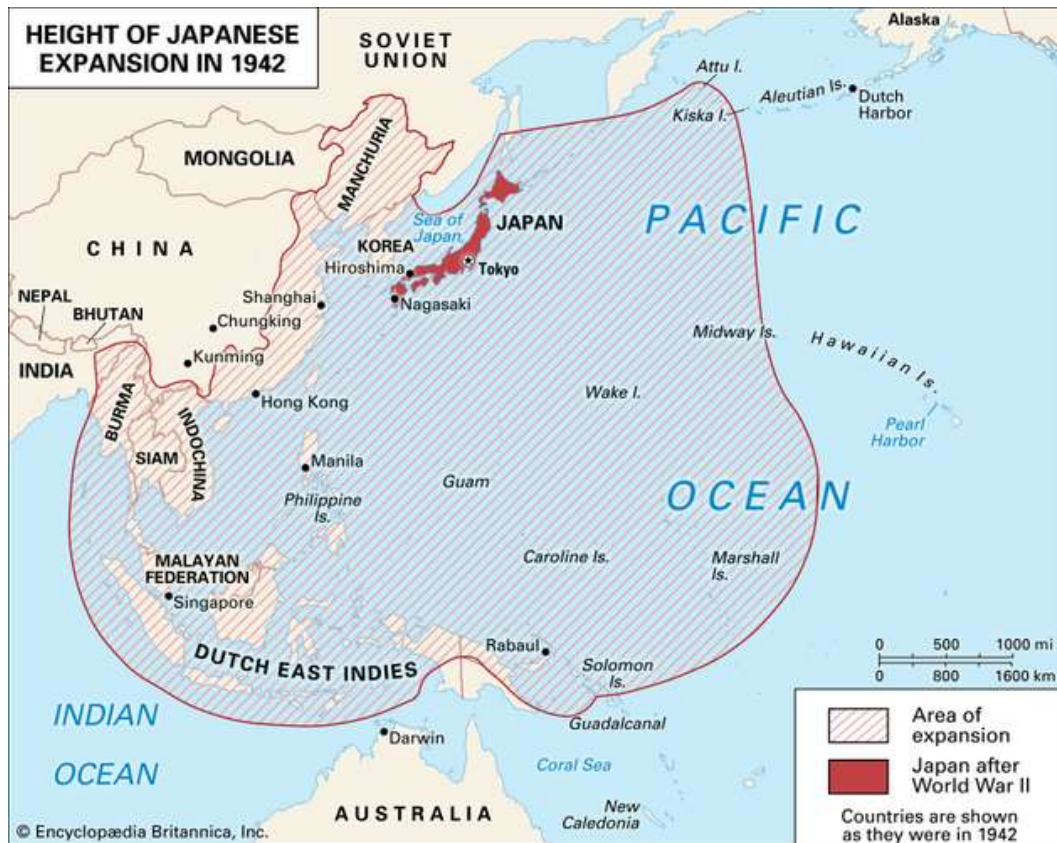 HEIGHT OF JAPANESE
EXPANSION IN 1942
SOVIET
UNION
Alaska
Attu I.
Aleutian Is.
Kiska I.
Dutch
Harbor
MONGOLIA
MANCHURIA
PACIFIC
Sea of
Japan
JAPAN
KOREA
CHINA
Hiroshima
Tokyo
Nagasaki
Shanghai
NEPAL
BHUTAN
Chungking
Midway Is.
Hawaiian Is.
Kunming
INDIA
Wake I.
Hong Kong
BURMA
INDOCHINA
Pearl
Harbor
SIAM
Manila
Guam
OCEAN
Philippine
Is.
MALAYAN
FEDERATION
Caroline Is.
Marshall
Is.
Singapore
Rabaul
DUTCH EAST INDIES
Solomon
Is.
0 500 1000 mi
0 800 1600 km
INDIAN
OCEAN
Guadalcanal
Darwin
Coral Sea
AUSTRALIA
New
Caledonia
Area of
expansion
Japan after
World War II
Countries are shown
as they were in 1942
© Encyclopædia Britannica, Inc.